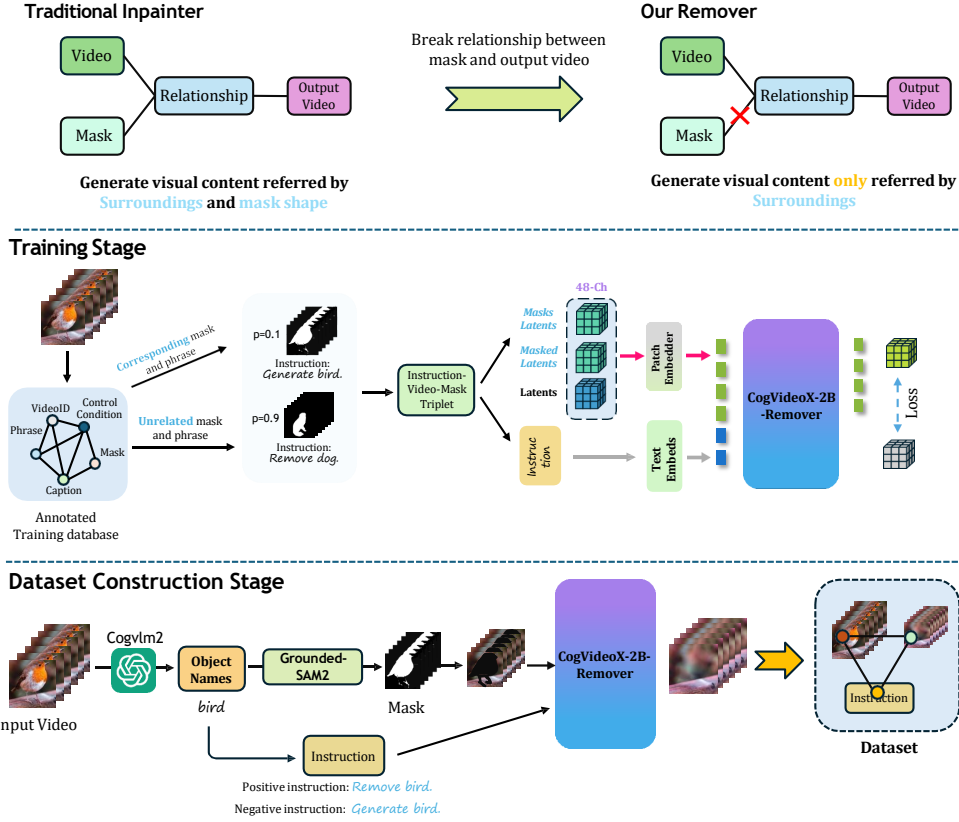 Traditional Inpainter
Our Remover
Video
Mask
Relationship
Output
Video
Break relationship between
mask and output video
Video
Mask
Relationship
Output
Video
Generate visual content referred by
Surroundings and mask shape.
Generate visual content only referred by
Surroundings
Training Stage
VideoID
Control
Condition
Phrase
Mask
Caption
Annotated
Training database
Corresponding mask
and phrase
Unrelated mask
and phrase
p=0.1
Instruction:
Generate bird.
p=0.9
Instruction:
Remove dog.
Instruction-
Video-Mask
Triplet
48-Ch
Masks
Latents
Masked
Latents
Latents
Instruc
tion
Patch
Embedder
Text
Embeds
CogVideoX-2B
-Remover
Loss
Dataset Construction Stage
nput Video
Cogvlm2
Object
Names
bird
Grounded-
SAM2
Mask
Instruction
Positive instruction: Remove bird.
Negative instruction: Generate bird.
CogVideoX-2B-
Remover
Instruction
Dataset